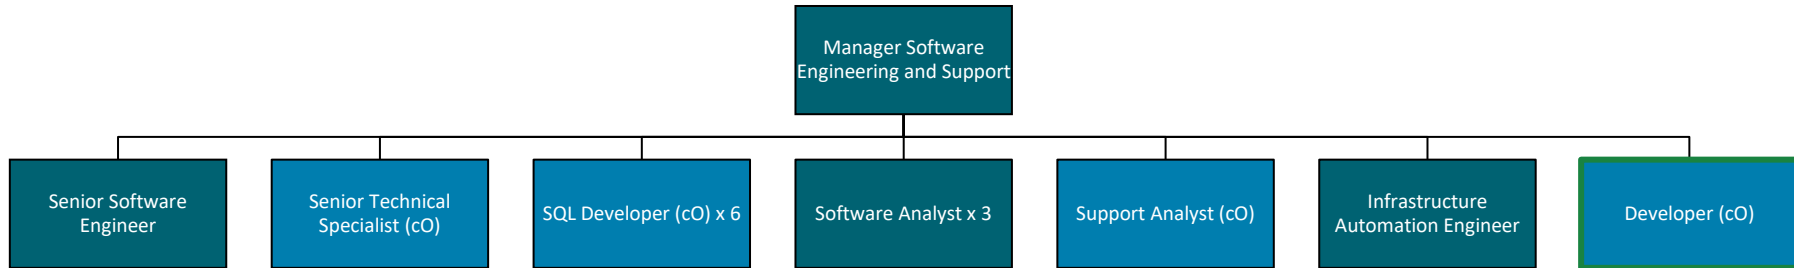 Manager Software
Engineering and Support
Senior Software
Engineer
Senior Technical
Specialist (cO)
SQL Developer (cO) x 6
Software Analyst x 3
Support Analyst (cO)
Infrastructure
Automation Engineer
Developer (cO)